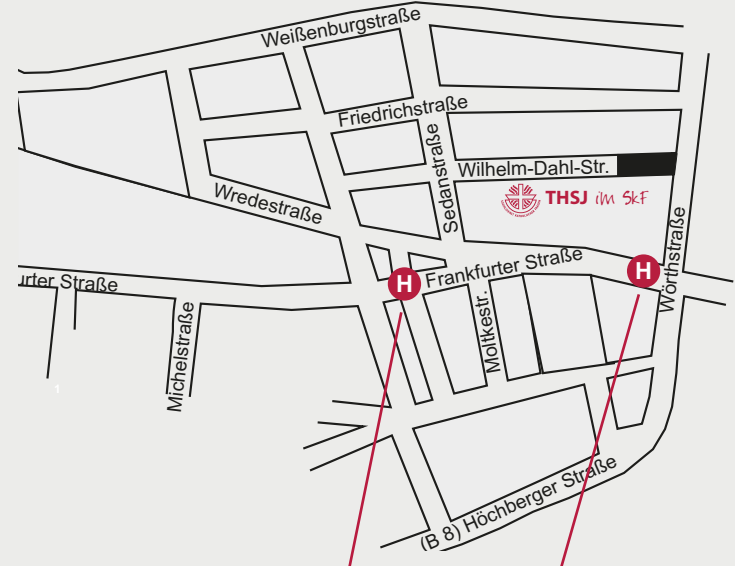 Weißenburgstraße
Friedrichstraße
Sedanstraße
Wilhelm-Dahl-Str.
THSJ im SkF
Wredestraße
Wörthstraße
Frankfurter Straße
H
H
urter Straße
Moltkestr.
Michelstraße
1
(B 8) Höchberger Straße